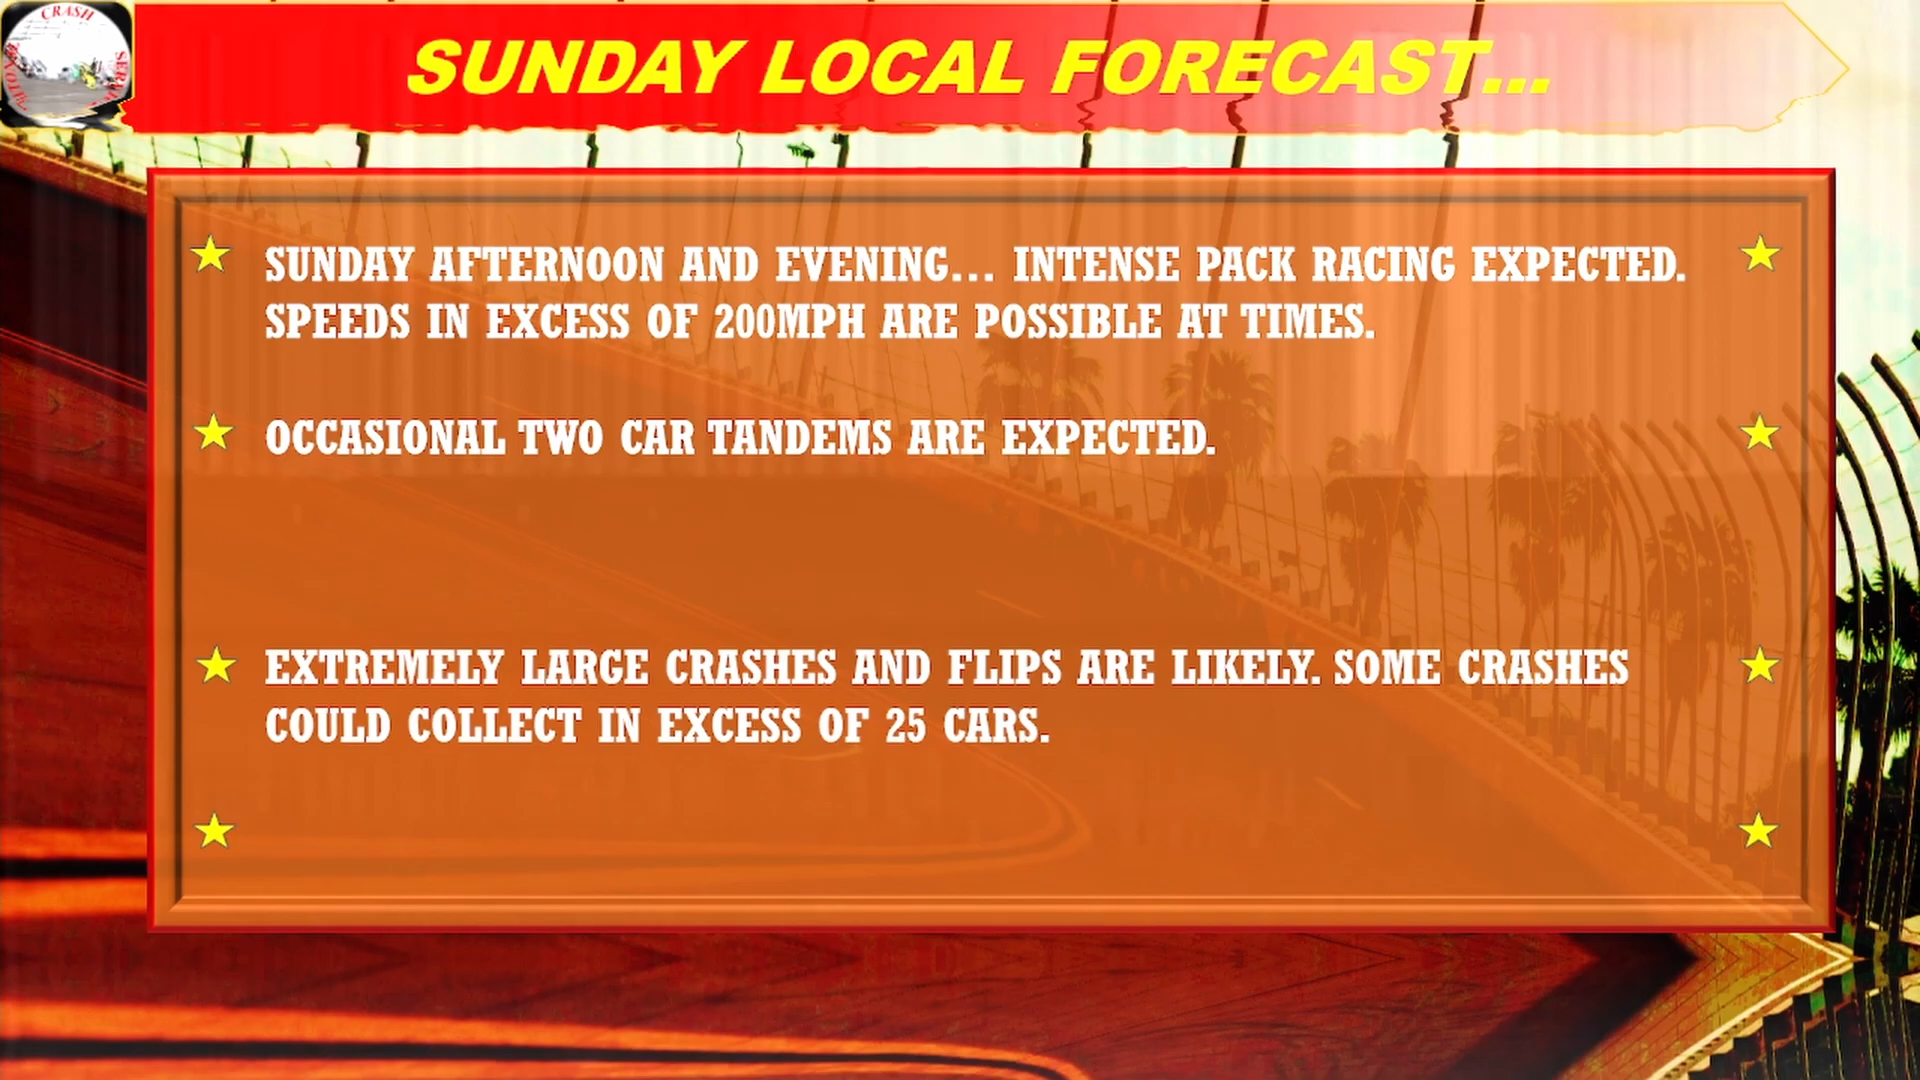 CRASH
SUNDAY LOCAL FORECAST...
SUNDAY AFTERNOON AND EVENING... INTENSE PACK RACING EXPECTED.
SPEEDS IN EXCESS OF 200MPH ARE POSSIBLE AT TIMES.
OCCASIONAL TWO CAR TANDEMS ARE EXPECTED.
EXTREMELY LARGE CRASHES AND FLIPS ARE LIKELY. SOME CRASHES
COULD COLLECT IN EXCESS OF 25 CARS.